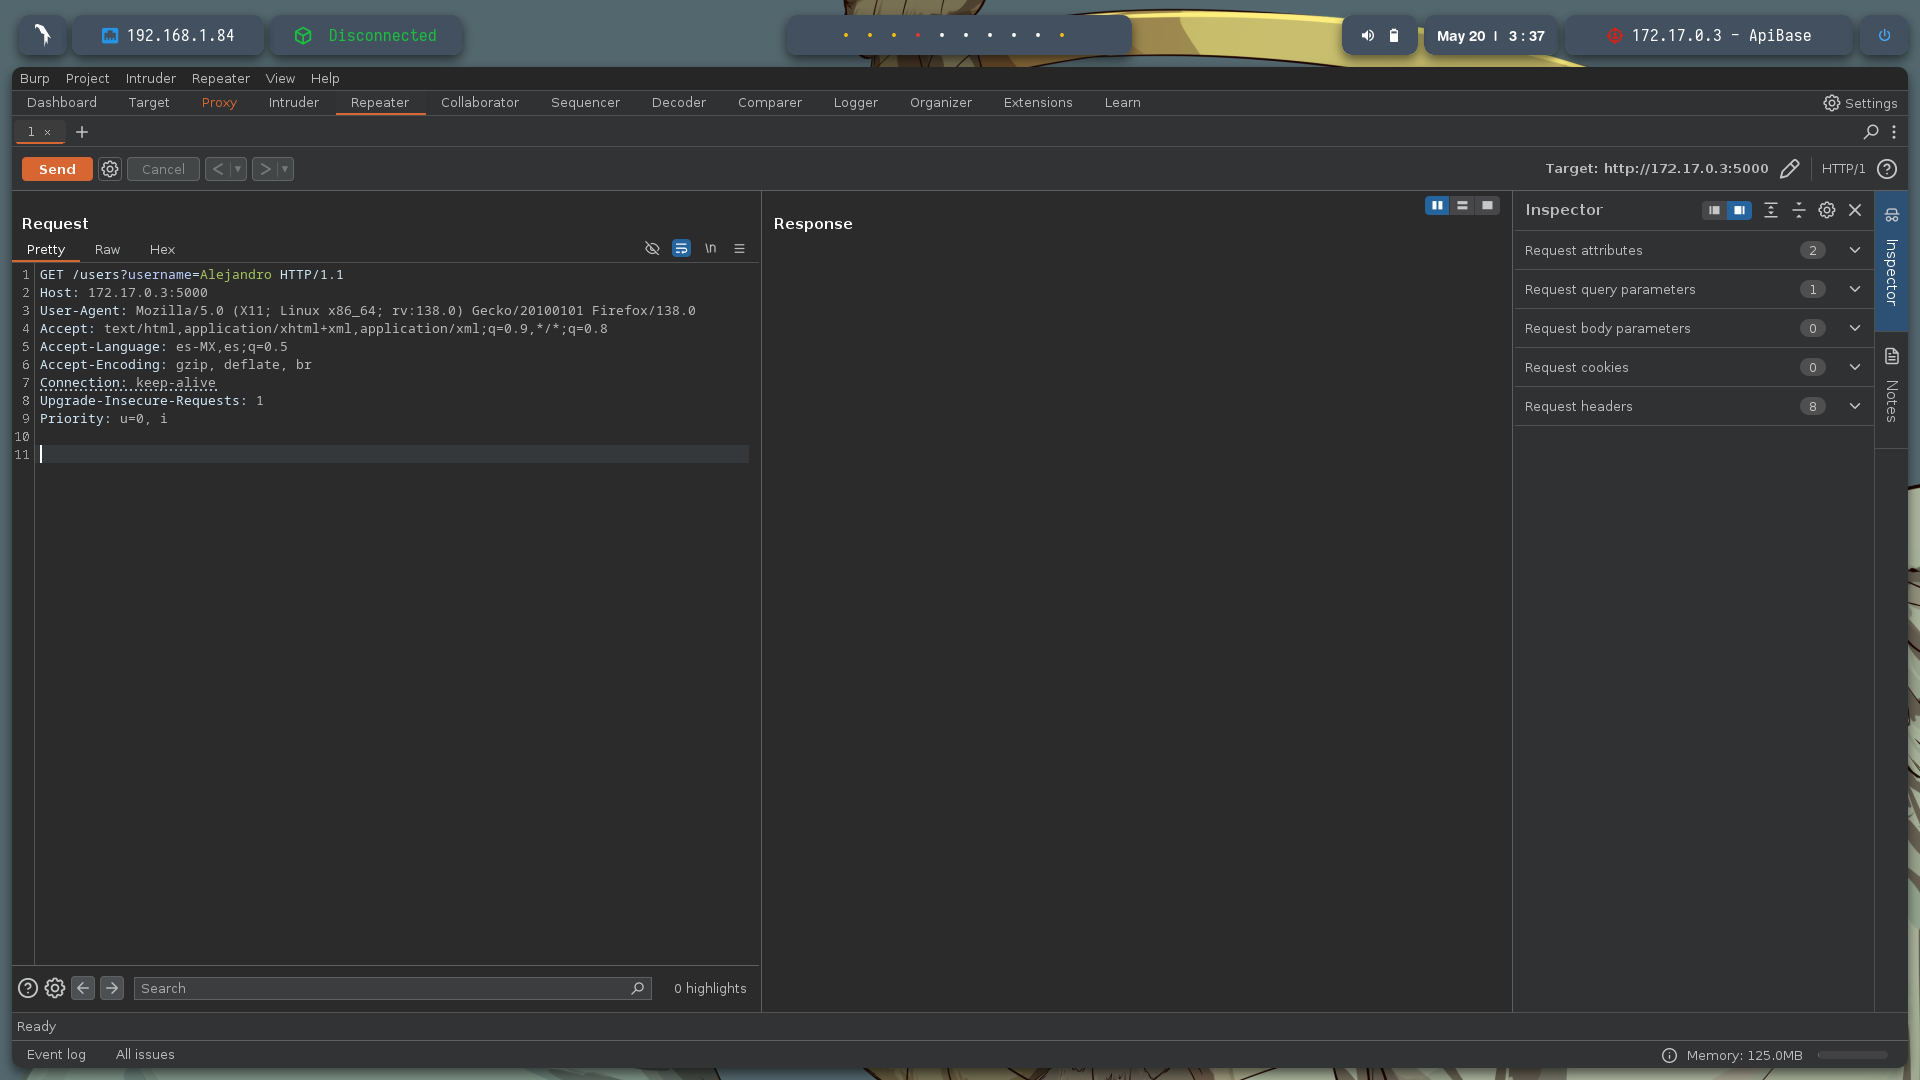 192.168.1.84
Disconnected
May 20 | 3 : 37
172.17.0.3 - ApiBase
Burp Project Intruder Repeater View Help
Dashboard Target Proxy Intruder Repeater Collaborator Sequencer Decoder Comparer Logger Organizer Extensions Learn
Settings
1 ×
Send
Cancel
Target: http://172.17.0.3:5000
HTTP/1
Request
Pretty Raw Hex
\n
1 GET /users?username=Alejandro HTTP/1.1
2 Host: 172.17.0.3:5000
3 User-Agent: Mozilla/5.0 (X11; Linux x86_64; rv:138.0) Gecko/20100101 Firefox/138.0
4 Accept: text/html,application/xhtml+xml,application/xml;q=0.9,*/*;q=0.8
5 Accept-Language: es-MX,es;q=0.5
6 Accept-Encoding: gzip, deflate, br
7 Connection: keep-alive
8 Upgrade-Insecure-Requests: 1
9 Priority: u=0, i
10
11
Search
0 highlights
Response
Inspector
Request attributes 2
Request query parameters 1
Request body parameters 0
Request cookies 0
Request headers 8
Inspector
Notes
Ready
Event log All issues
Memory: 125.0MB